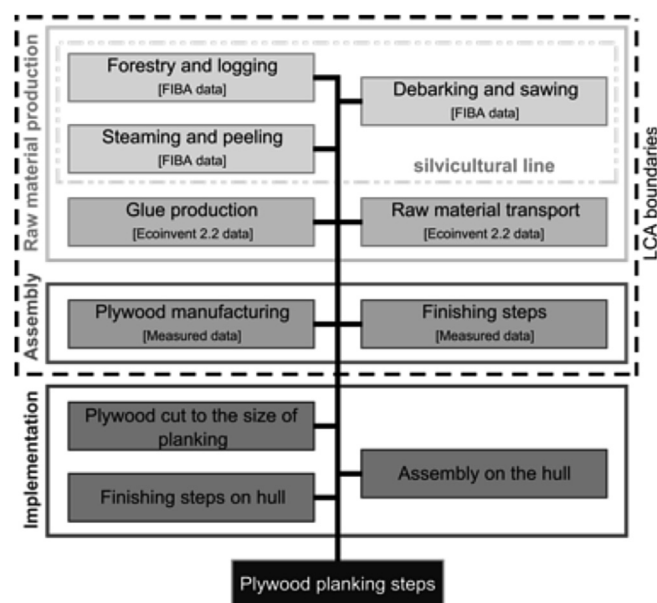 Raw material production
Forestry and logging
[FIBA data]
Debarking and sawing
[FIBA data]
Steaming and peeling
[FIBA data]
silvicultural line
Glue production
[Ecoinvent 2.2 data]
Raw material transport
[Ecoinvent 2.2 data]
LCA boundaries
Assembly
Plywood manufacturing
[Measured data]
Finishing steps
[Measured data]
Implementation
Plywood cut to the size of
planking
Assembly on the hull
Finishing steps on hull
Plywood planking steps